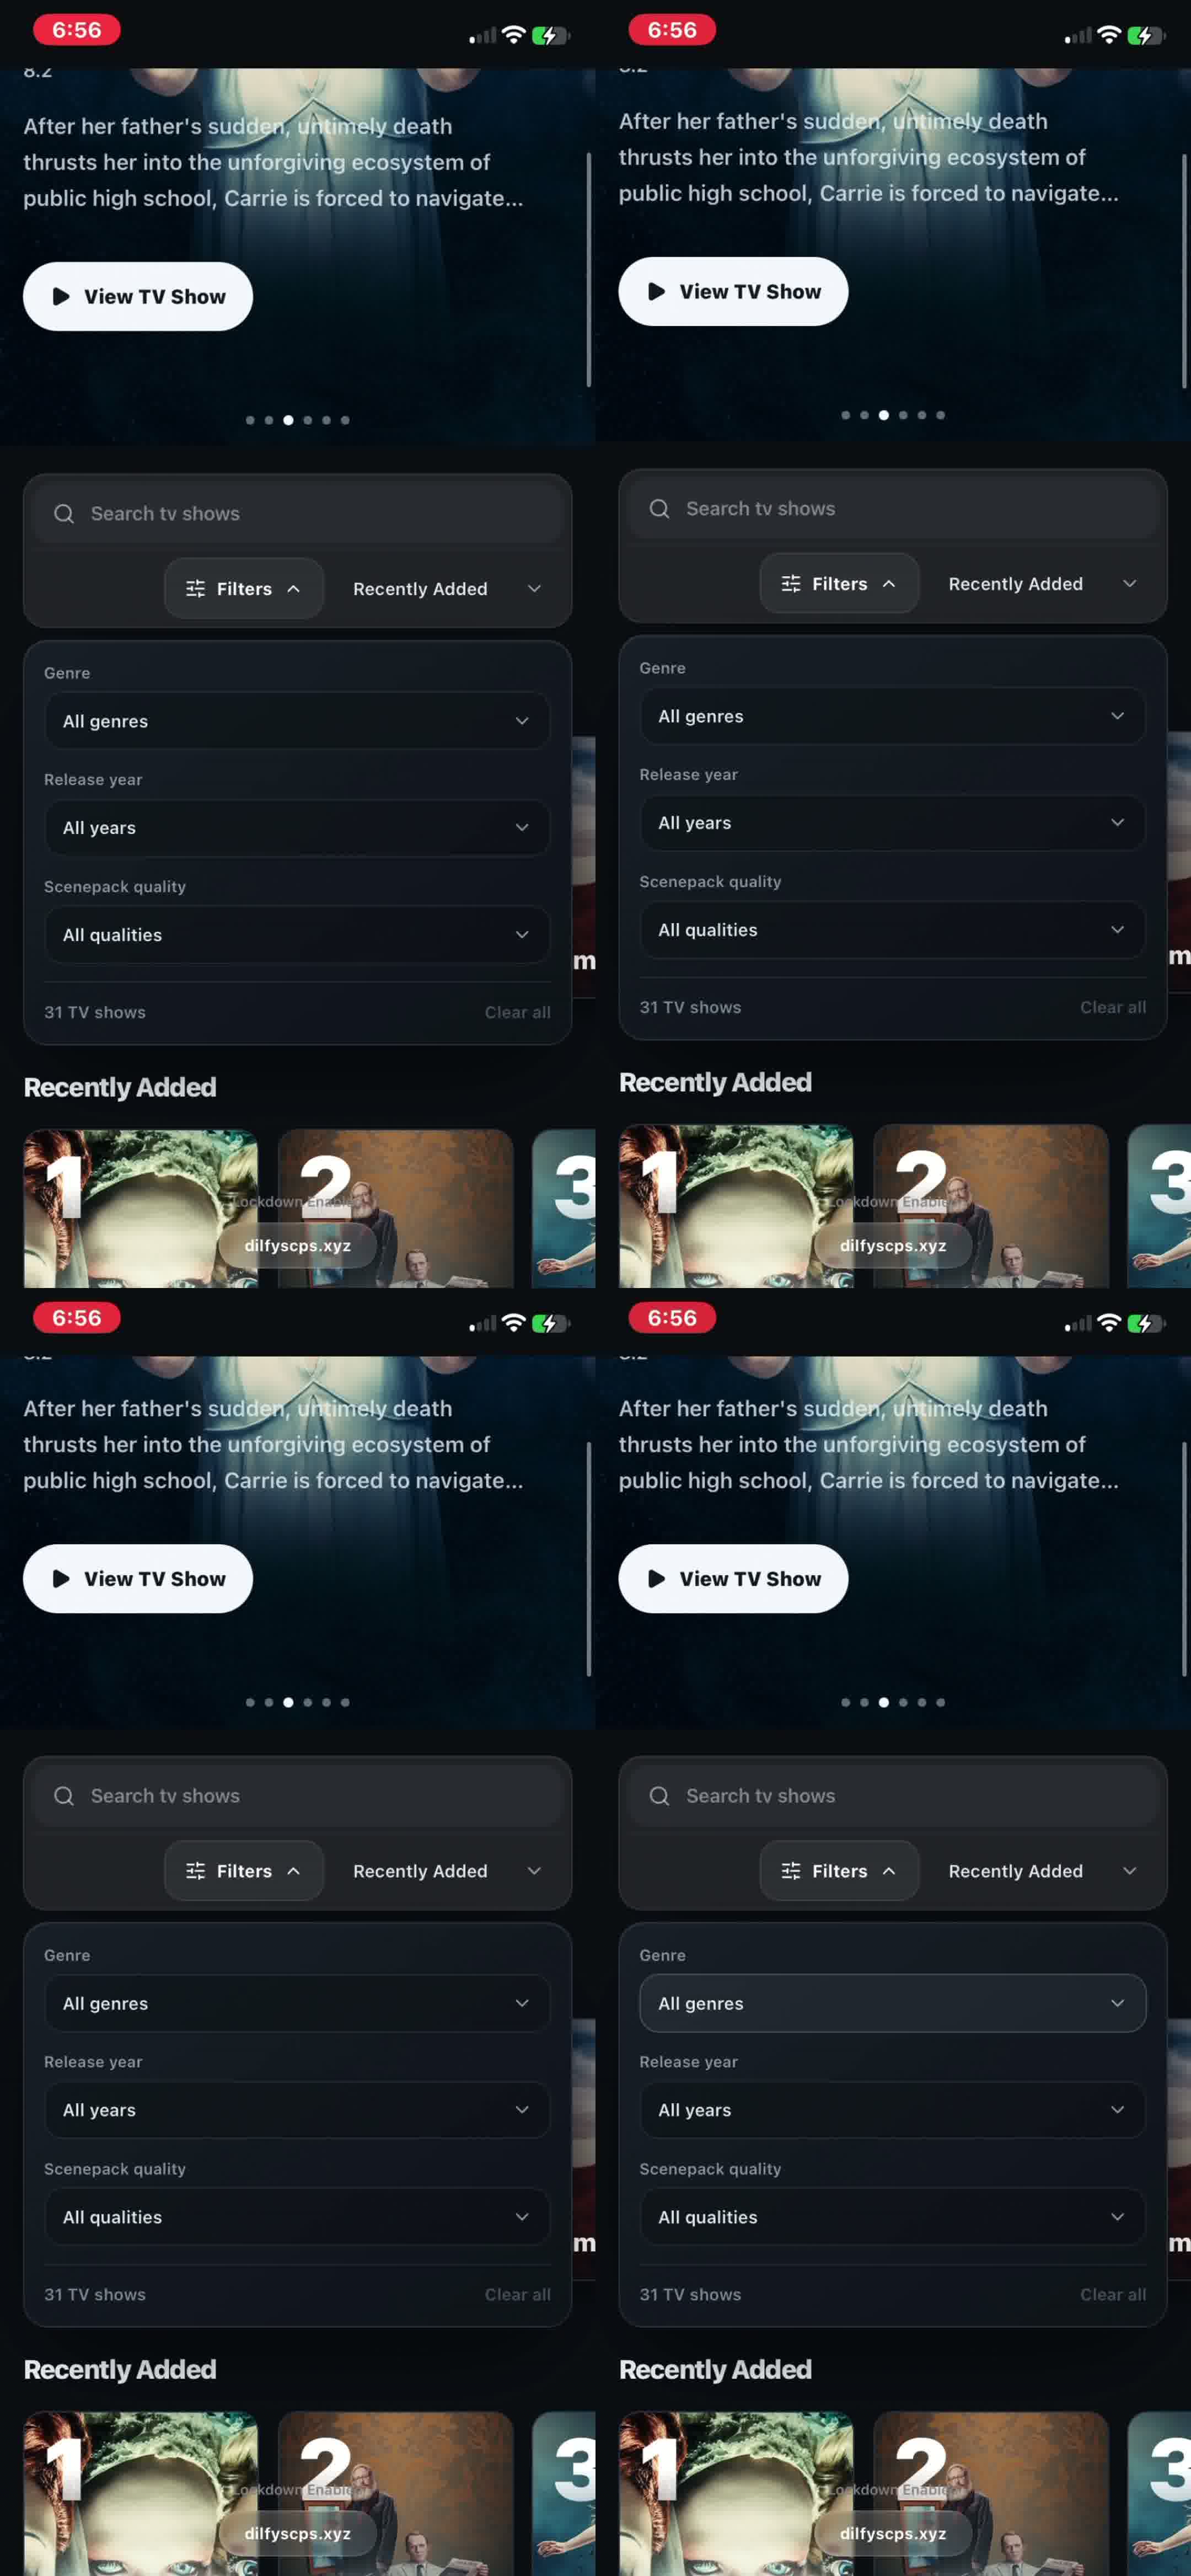 6:56
8.2
After her father's sudden, untimely death
thrusts her into the unforgiving ecosystem of
public high school, Carrie is forced to navigate...
View TV Show
Search tv shows
Filters
Recently Added
Genre
All genres
Release year
All years
Scenepack quality
All qualities
m
31 TV shows
Clear all
Recently Added
1
2
3
Lockdown Enable
dilfyscps.xyz
6:56
After her father's sudden, untimely death
thrusts her into the unforgiving ecosystem of
public high school, Carrie is forced to navigate...
View TV Show
Search tv shows
Filters
Recently Added
Genre
All genres
Release year
All years
Scenepack quality
All qualities
m
31 TV shows
Clear all
Recently Added
1
2
3
Lockdown Enable
dilfyscps.xyz
6:56
After her father's sudden, untimely death
thrusts her into the unforgiving ecosystem of
public high school, Carrie is forced to navigate...
View TV Show
Search tv shows
Filters
Recently Added
Genre
All genres
Release year
All years
Scenepack quality
All qualities
m
31 TV shows
Clear all
Recently Added
1
2
3
Lockdown Enable
dilfyscps.xyz
6:56
After her father's sudden, untimely death
thrusts her into the unforgiving ecosystem of
public high school, Carrie is forced to navigate...
View TV Show
Search tv shows
Filters
Recently Added
Genre
All genres
Release year
All years
Scenepack quality
All qualities
m
31 TV shows
Clear all
Recently Added
1
2
3
Lockdown Enable
dilfyscps.xyz